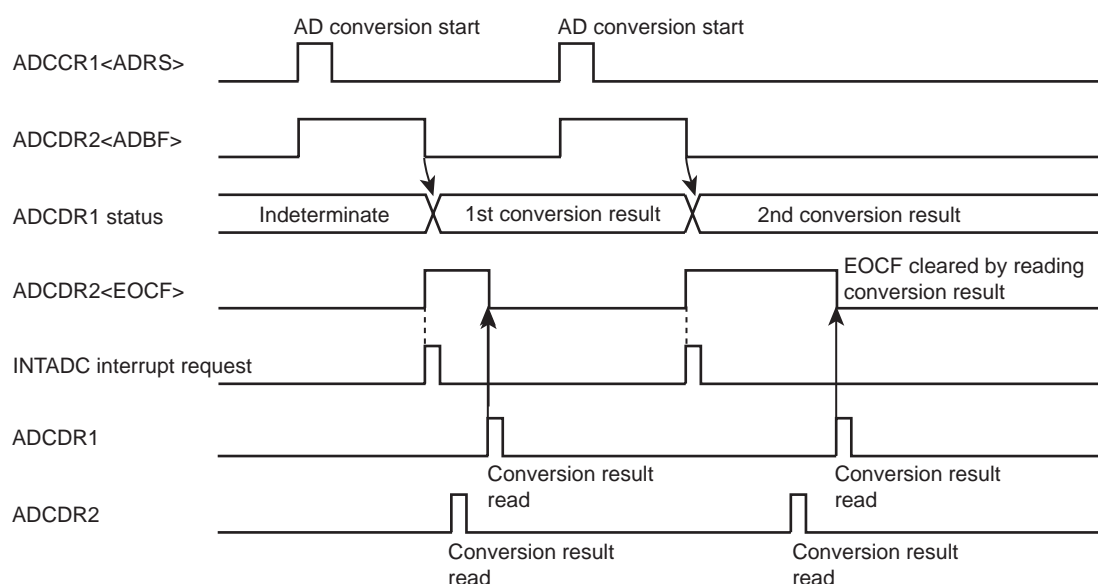 AD conversion start
AD conversion start
ADCCR1<ADRS>
ADCDR2<ADBF>
ADCDR1 status
Indeterminate
1st conversion result
2nd conversion result
EOCF cleared by reading
conversion result
ADCDR2<EOCF>
INTADC interrupt request
ADCDR1
Conversion result
read
Conversion result
read
ADCDR2
Conversion result
read
Conversion result
read